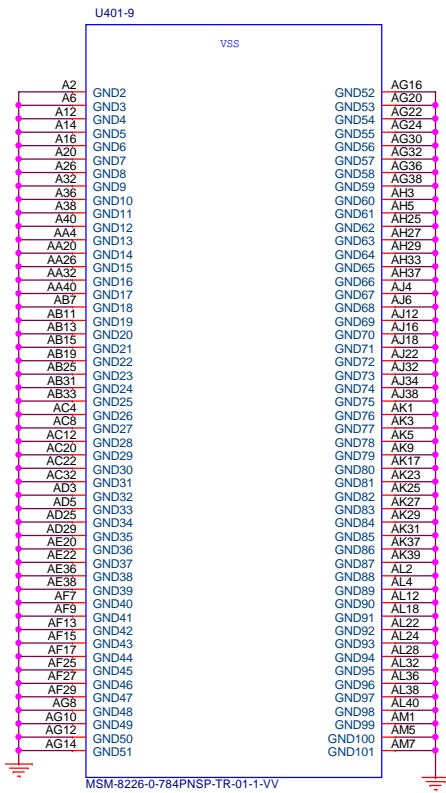 U401-9
VSS
A2 GND2 GND52 AG16
A6 GND3 GND53 AG20
A12 GND4 GND54 AG22
A14 GND5 GND55 AG24
A16 GND6 GND56 AG30
A20 GND7 GND57 AG32
A26 GND8 GND58 AG36
A32 GND9 GND59 AG38
A36 GND10 GND60 AH3
A38 GND11 GND61 AH5
A40 GND12 GND62 AH25
AA4 GND13 GND63 AH27
AA20 GND14 GND64 AH29
AA26 GND15 GND65 AH33
AA32 GND16 GND66 AH37
AA40 GND17 GND67 AJ4
AB7 GND18 GND68 AJ6
AB11 GND19 GND69 AJ12
AB13 GND20 GND70 AJ16
AB15 GND21 GND71 AJ18
AB19 GND22 GND72 AJ22
AB25 GND23 GND73 AJ32
AB31 GND24 GND74 AJ34
AB33 GND25 GND75 AJ38
AC4 GND26 GND76 AK1
AC8 GND27 GND77 AK3
AC12 GND28 GND78 AK5
AC20 GND29 GND79 AK9
AC22 GND30 GND80 AK17
AC32 GND31 GND81 AK23
AD3 GND32 GND82 AK25
AD5 GND33 GND83 AK27
AD25 GND34 GND84 AK29
AD29 GND35 GND85 AK31
AE20 GND36 GND86 AK37
AE22 GND37 GND87 AK39
AE36 GND38 GND88 AL2
AE38 GND39 GND89 AL4
AF7 GND40 GND90 AL12
AF9 GND41 GND91 AL18
AF13 GND42 GND92 AL22
AF15 GND43 GND93 AL24
AF17 GND44 GND94 AL28
AF25 GND45 GND95 AL32
AF27 GND46 GND96 AL36
AF29 GND47 GND97 AL38
AG8 GND48 GND98 AL40
AG10 GND49 GND99 AM1
AG12 GND50 GND100 AM5
AG14 GND51 GND101 AM7
MSM-8226-0-784PNSP-TR-01-1-VV